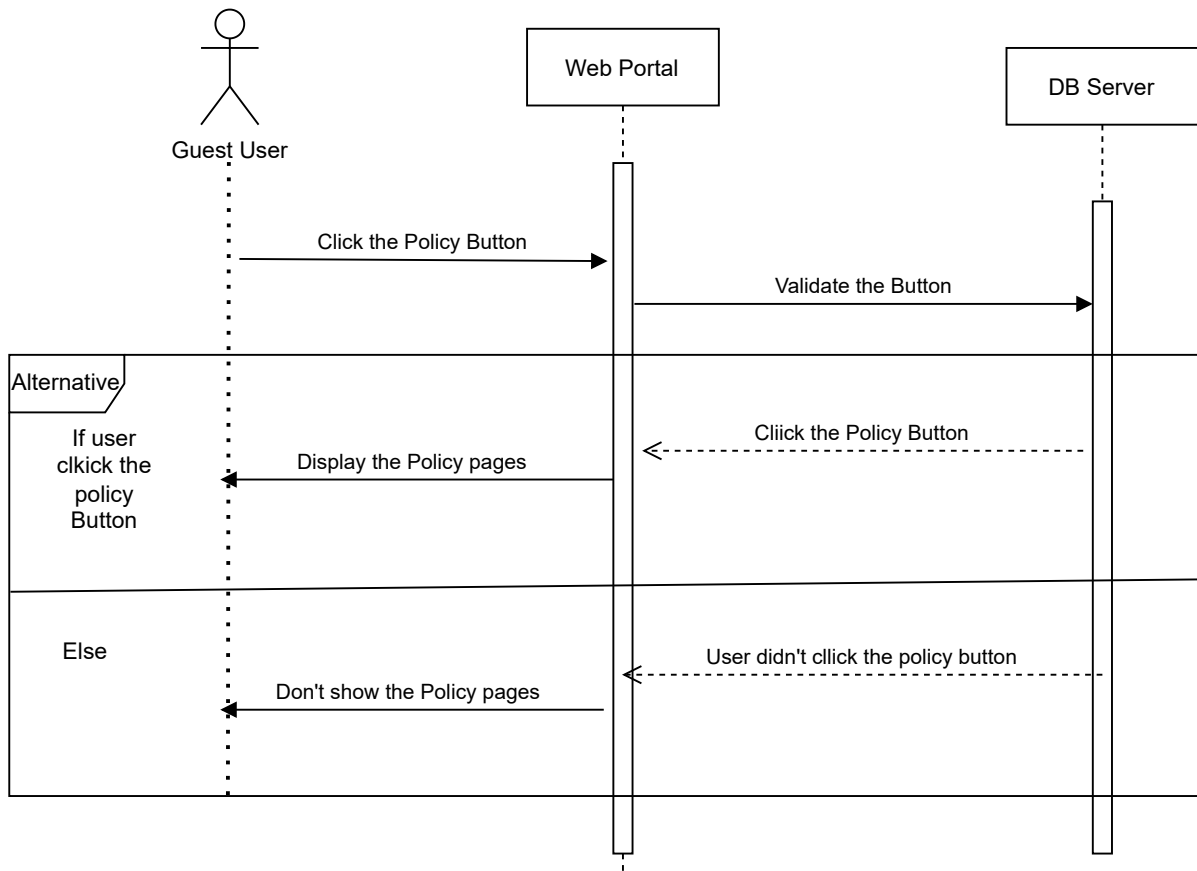 Web Portal
DB Server
Guest User
Click the Policy Button
Validate the Button
Alternative
If user
clkick the
policy
Button
Cliick the Policy Button
Display the Policy pages
Else
User didn't cllick the policy button
Don't show the Policy pages